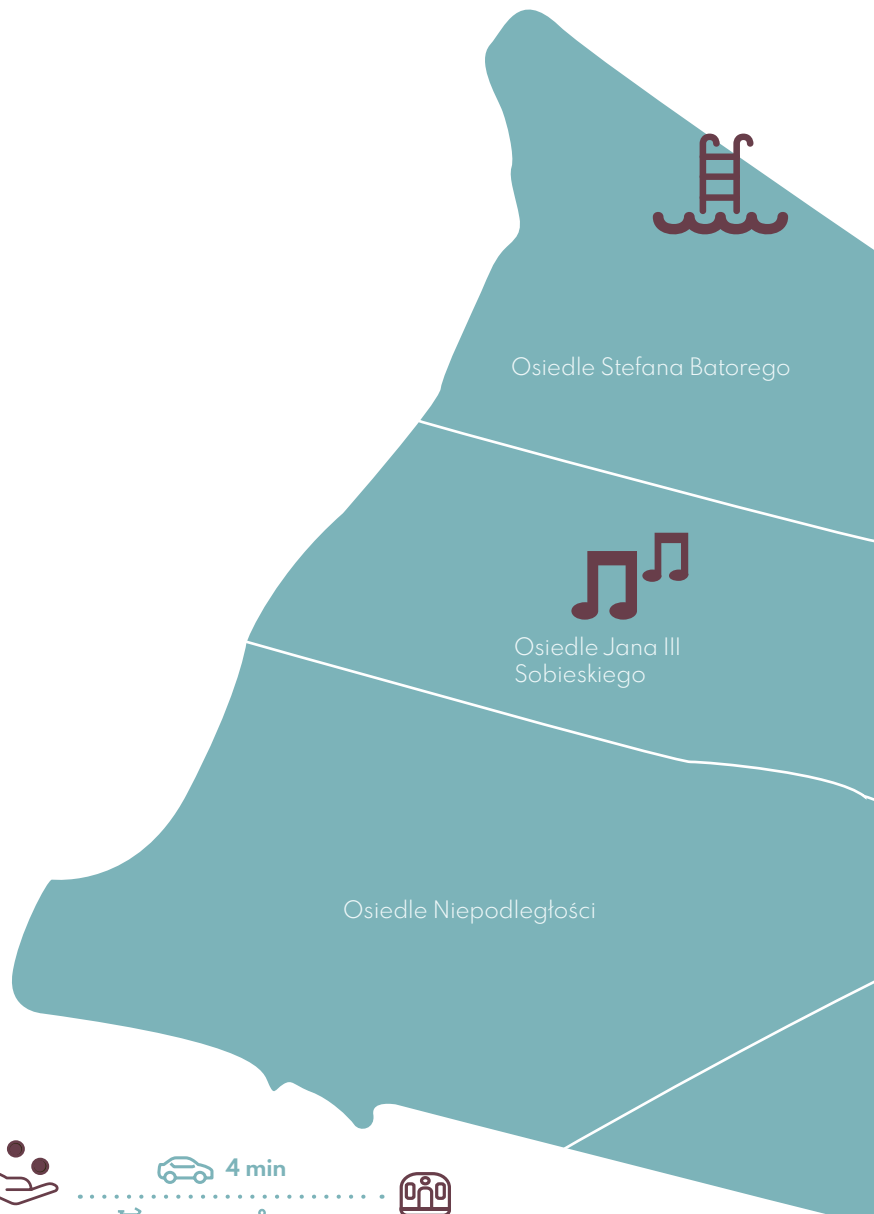 Osiedle Stefana Batorego
Osiedle Jana III
Sobieskiego
Osiedle Niepodległości
4 min